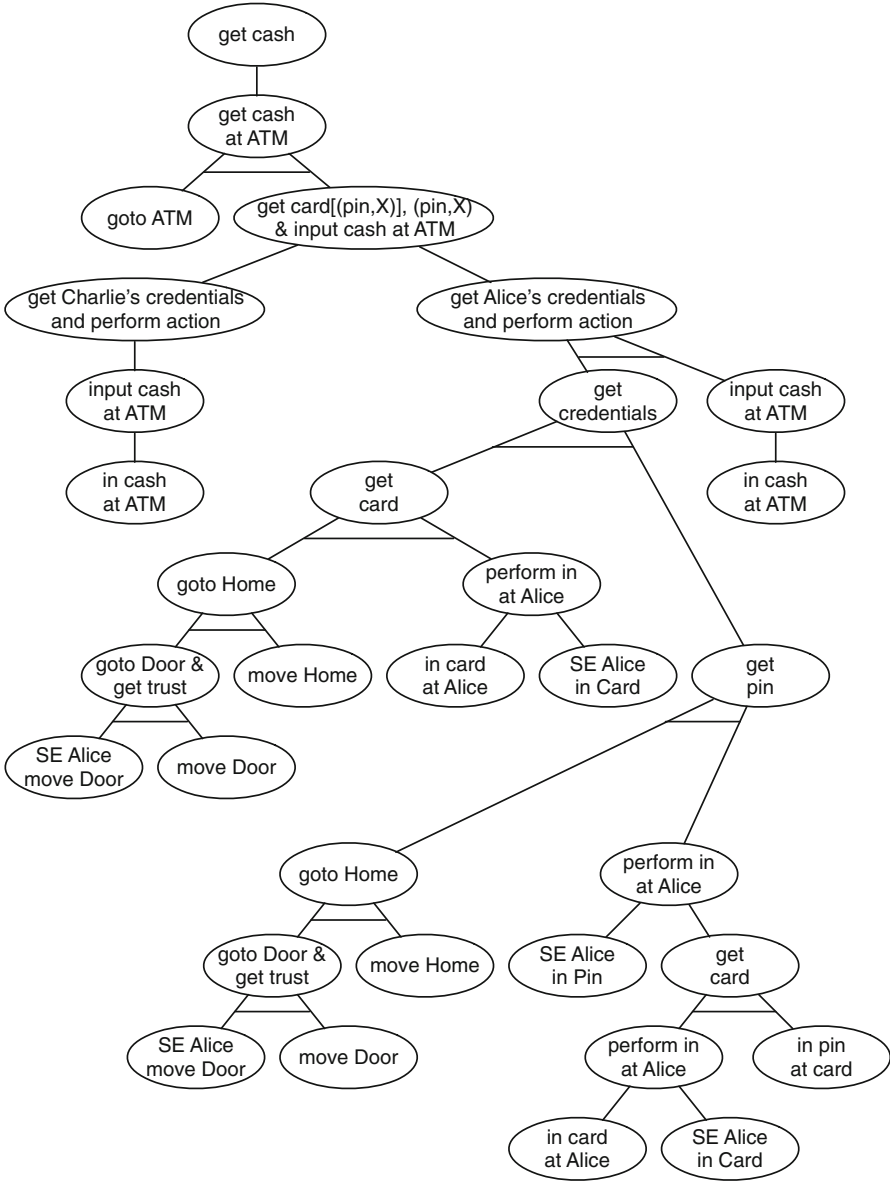 get cash
get cash
at ATM
goto ATM
get card[(pin,X)], (pin,X)
& input cash at ATM
get Charlie's credentials
and perform action
get Alice's credentials
and perform action
input cash
at ATM
get
credentials
input cash
at ATM
in cash
at ATM
get
card
in cash
at ATM
goto Home
perform in
at Alice
goto Door &
get trust
move Home
in card
at Alice
SE Alice
in Card
get
pin
SE Alice
move Door
move Door
goto Home
perform in
at Alice
goto Door &
get trust
move Home
SE Alice
in Pin
get
card
SE Alice
move Door
move Door
perform in
at Alice
in pin
at card
in card
at Alice
SE Alice
in Card